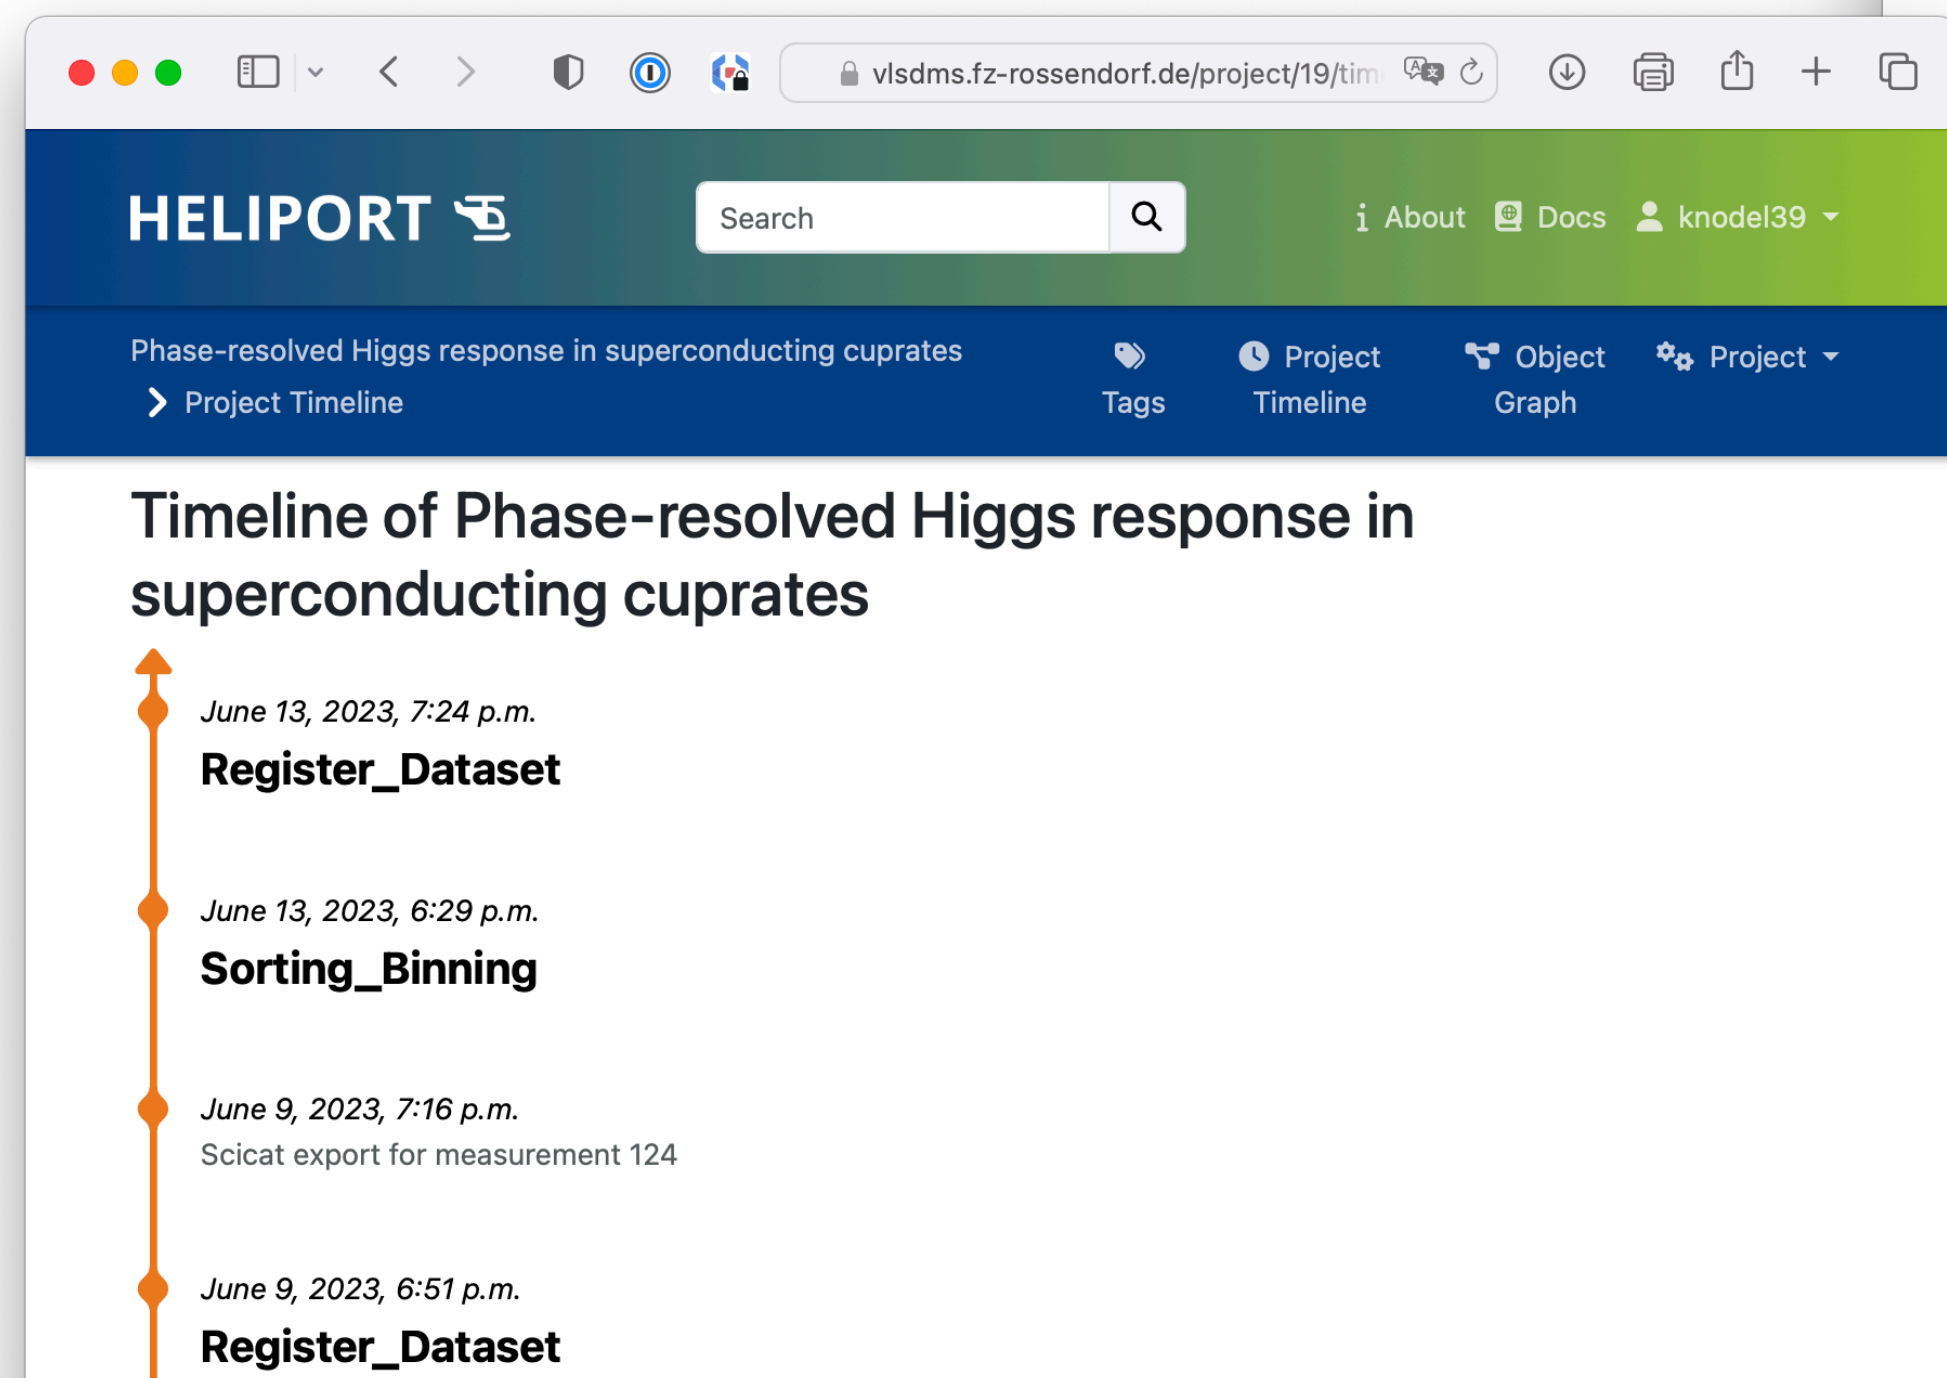 vlsdms.fz-rossendorf.de/project/19/tim
HELIPORT
Search
i About
Docs
knodel39
Phase-resolved Higgs response in superconducting cuprates
Project Timeline
Tags
Project
Timeline
Object
Graph
Project
Timeline of Phase-resolved Higgs response in
superconducting cuprates
June 13, 2023, 7:24 p.m.
Register_Dataset
June 13, 2023, 6:29 p.m.
Sorting_Binning
June 9, 2023, 7:16 p.m.
Scicat export for measurement 124
June 9, 2023, 6:51 p.m.
Register_Dataset